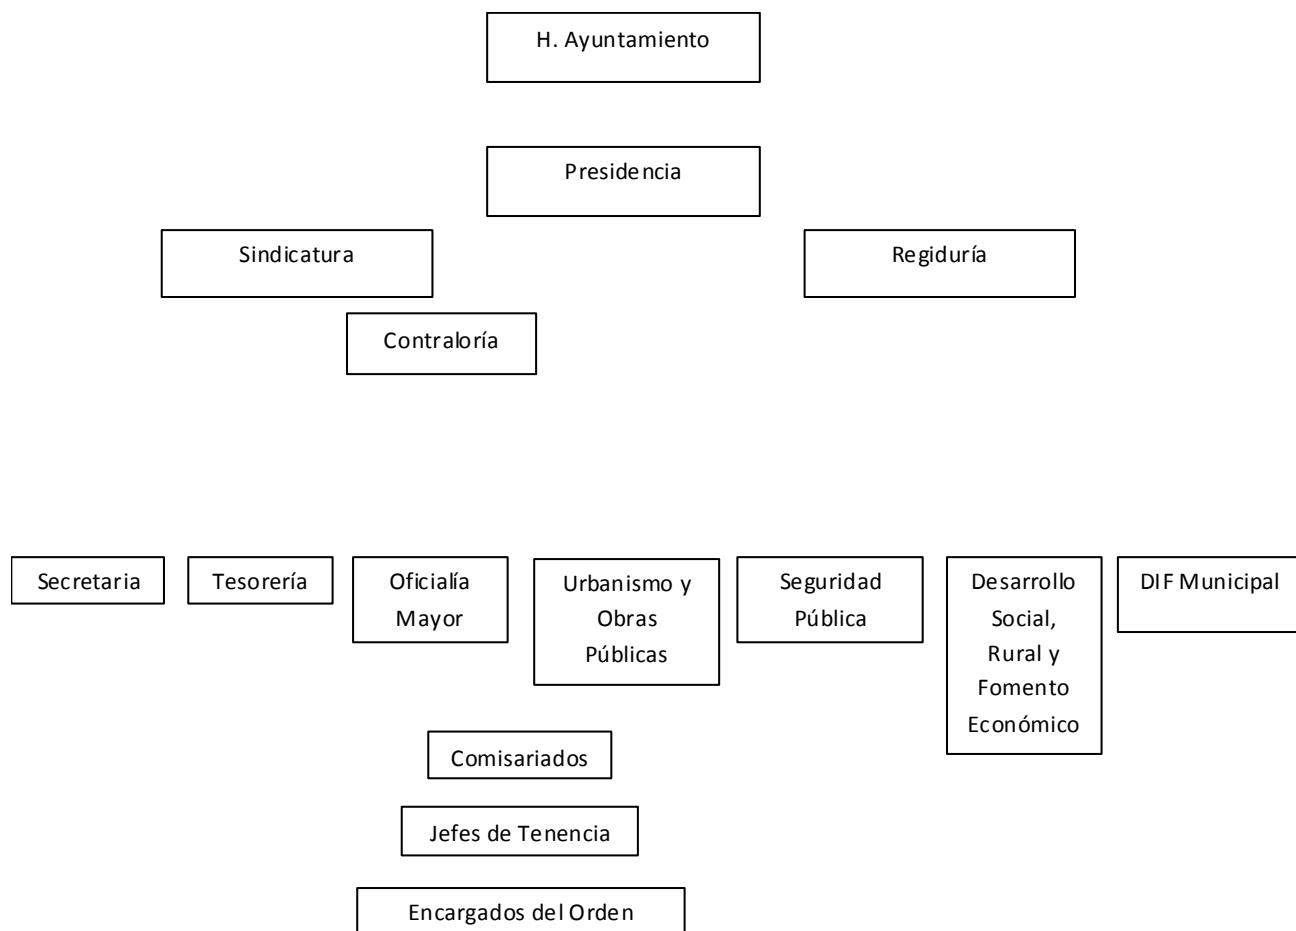 H. Ayuntamiento
Presidencia
Sindicatura
Regiduría
Contraloría
Secretaria
Tesorería
Oficialía
Mayor
Urbanismo y
Obras
Públicas
Seguridad
Pública
Desarrollo
Social,
Rural y
Fomento
Económico
DIF Municipal
Comisariados
Jefes de Tenencia
Encargados del Orden